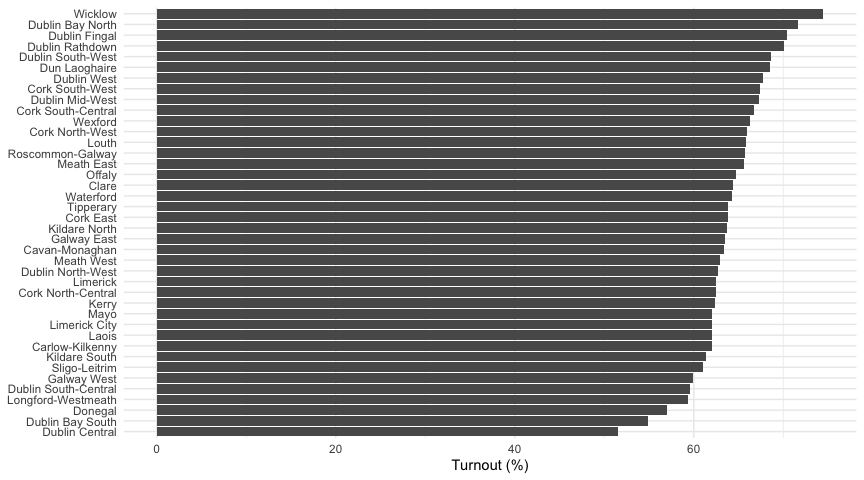 Wicklow
Dublin Bay North
Dublin Fingal
Dublin Rathdown
Dublin South-West
Dun Laoghaire
Dublin West
Cork South-West
Dublin Mid-West
Cork South-Central
Wexford
Cork North-West
Louth
Roscommon-Galway
Meath East
Offaly
Clare
Waterford
Tipperary
Cork East
Kildare North
Galway East
Cavan-Monaghan
Meath West
Dublin North-West
Limerick
Cork North-Central
Kerry
Mayo
Limerick City
Laois
Carlow-Kilkenny
Kildare South
Sligo-Leitrim
Galway West
Dublin South-Central
Longford-Westmeath
Donegal
Dublin Bay South
Dublin Central
0 20 40 60
Turnout (%)